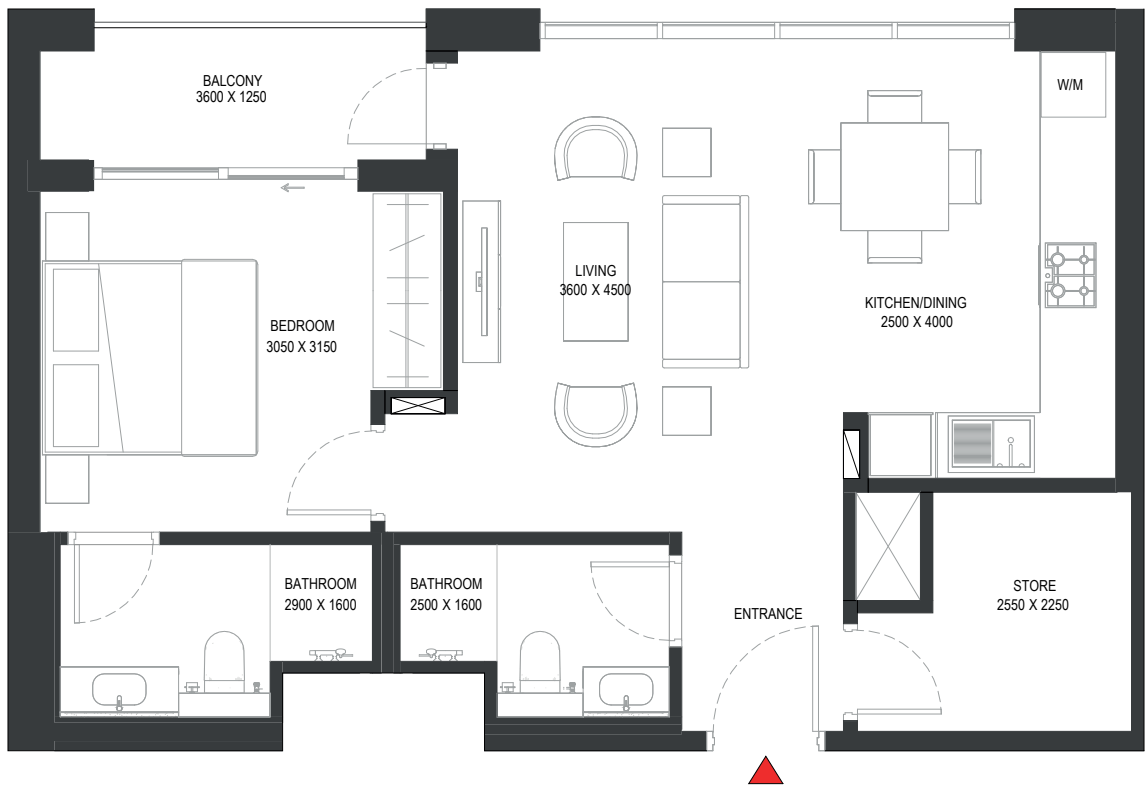 BALCONY
3600 X 1250
W/M
LIVING
3600 X 4500
KITCHEN/DINING
2500 X 4000
BEDROOM
3050 X 3150
BATHROOM
2900 X 1600
BATHROOM
2500 X 1600
ENTRANCE
STORE
2550 X 2250